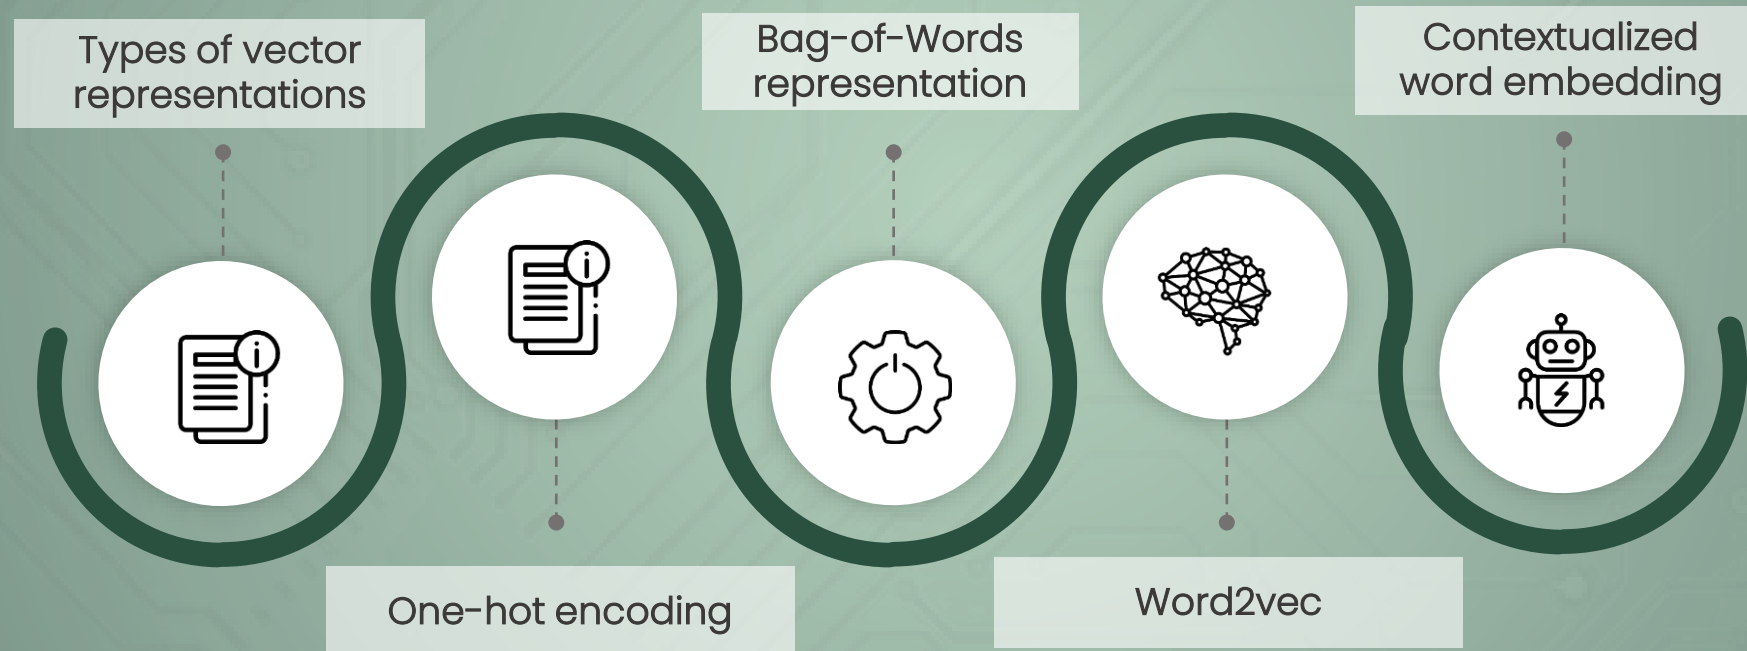 Types of vector
representations
One-hot encoding
Bag-of-Words
representation
Word2vec
Contextualized
word embedding